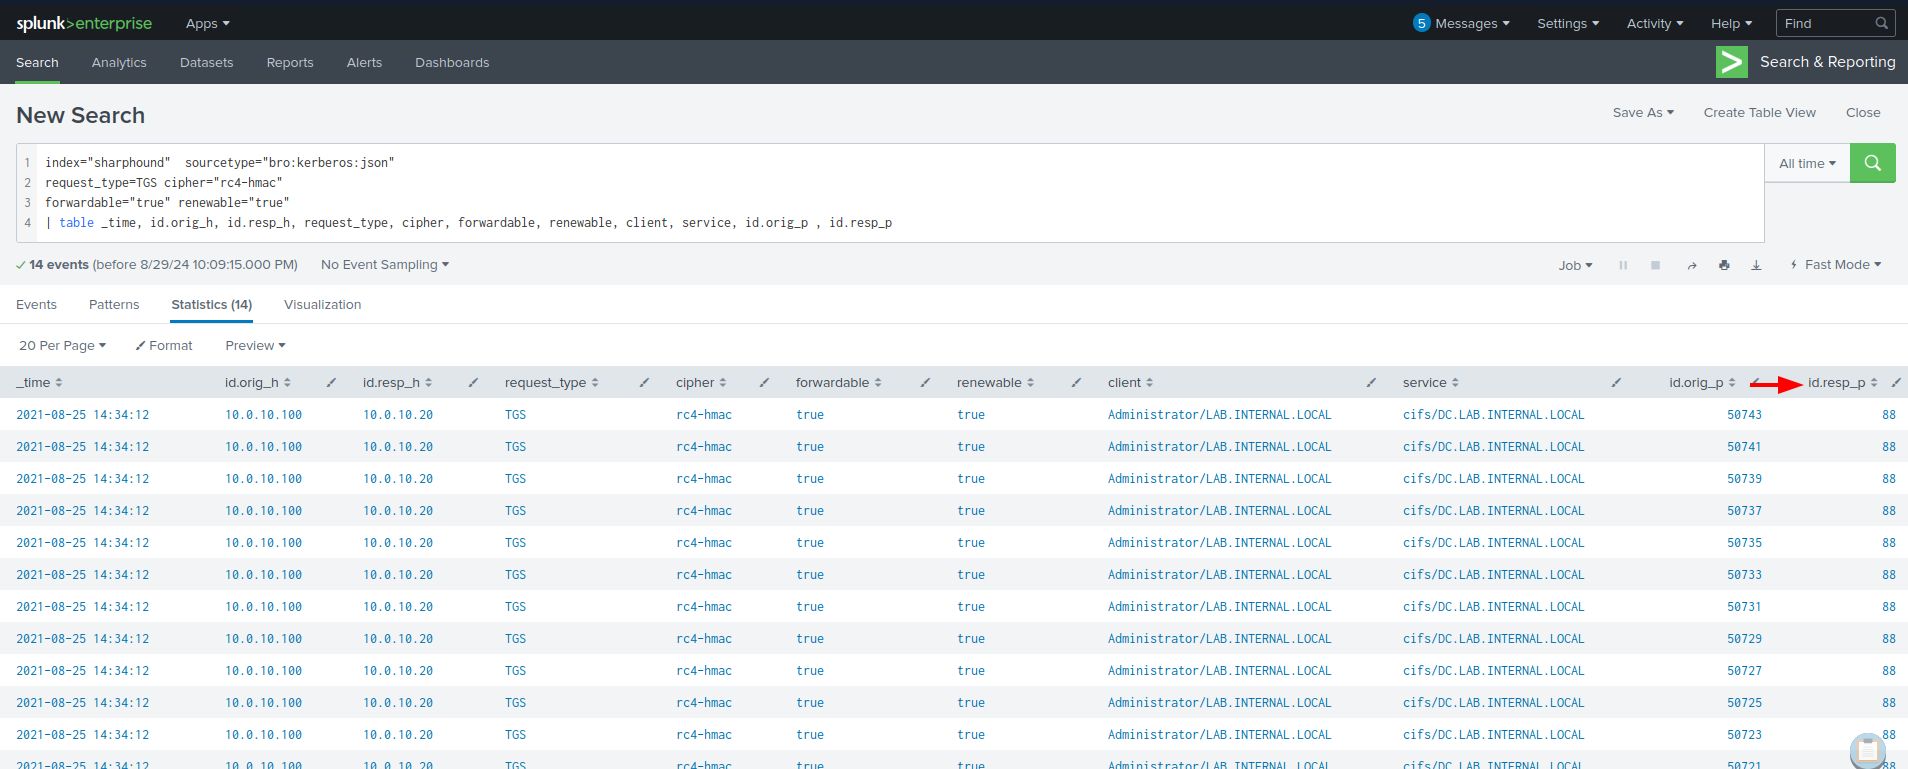 splunk>enterprise Apps 5 Messages Settings Activity Help Find
Search Analytics Datasets Reports Alerts Dashboards Search & Reporting
New Search Save As Create Table View Close
1 index="sharphound"  sourcetype="bro:kerberos:json" All time
2 request_type=TGS cipher="rc4-hmac"
3 forwardable="true" renewable="true"
4 | table _time, id.orig_h, id.resp_h, request_type, cipher, forwardable, renewable, client, service, id.orig_p , id.resp_p
14 events (before 8/29/24 10:09:15.000 PM) No Event Sampling Job Fast Mode
Events Patterns Statistics (14) Visualization
20 Per Page Format Preview
_time id.orig_h id.resp_h request_type cipher forwardable renewable client service id.orig_p id.resp_p
2021-08-25 14:34:12 10.0.10.100 10.0.10.20 TGS rc4-hmac true true Administrator/LAB.INTERNAL.LOCAL cifs/DC.LAB.INTERNAL.LOCAL 50743 88
2021-08-25 14:34:12 10.0.10.100 10.0.10.20 TGS rc4-hmac true true Administrator/LAB.INTERNAL.LOCAL cifs/DC.LAB.INTERNAL.LOCAL 50741 88
2021-08-25 14:34:12 10.0.10.100 10.0.10.20 TGS rc4-hmac true true Administrator/LAB.INTERNAL.LOCAL cifs/DC.LAB.INTERNAL.LOCAL 50739 88
2021-08-25 14:34:12 10.0.10.100 10.0.10.20 TGS rc4-hmac true true Administrator/LAB.INTERNAL.LOCAL cifs/DC.LAB.INTERNAL.LOCAL 50737 88
2021-08-25 14:34:12 10.0.10.100 10.0.10.20 TGS rc4-hmac true true Administrator/LAB.INTERNAL.LOCAL cifs/DC.LAB.INTERNAL.LOCAL 50735 88
2021-08-25 14:34:12 10.0.10.100 10.0.10.20 TGS rc4-hmac true true Administrator/LAB.INTERNAL.LOCAL cifs/DC.LAB.INTERNAL.LOCAL 50733 88
2021-08-25 14:34:12 10.0.10.100 10.0.10.20 TGS rc4-hmac true true Administrator/LAB.INTERNAL.LOCAL cifs/DC.LAB.INTERNAL.LOCAL 50731 88
2021-08-25 14:34:12 10.0.10.100 10.0.10.20 TGS rc4-hmac true true Administrator/LAB.INTERNAL.LOCAL cifs/DC.LAB.INTERNAL.LOCAL 50729 88
2021-08-25 14:34:12 10.0.10.100 10.0.10.20 TGS rc4-hmac true true Administrator/LAB.INTERNAL.LOCAL cifs/DC.LAB.INTERNAL.LOCAL 50727 88
2021-08-25 14:34:12 10.0.10.100 10.0.10.20 TGS rc4-hmac true true Administrator/LAB.INTERNAL.LOCAL cifs/DC.LAB.INTERNAL.LOCAL 50725 88
2021-08-25 14:34:12 10.0.10.100 10.0.10.20 TGS rc4-hmac true true Administrator/LAB.INTERNAL.LOCAL cifs/DC.LAB.INTERNAL.LOCAL 50723 88
2021-08-25 14:34:12 10.0.10.100 10.0.10.20 TGS rc4-hmac true true Administrator/LAB.INTERNAL.LOCAL cifs/DC.LAB.INTERNAL.LOCAL 50721 88